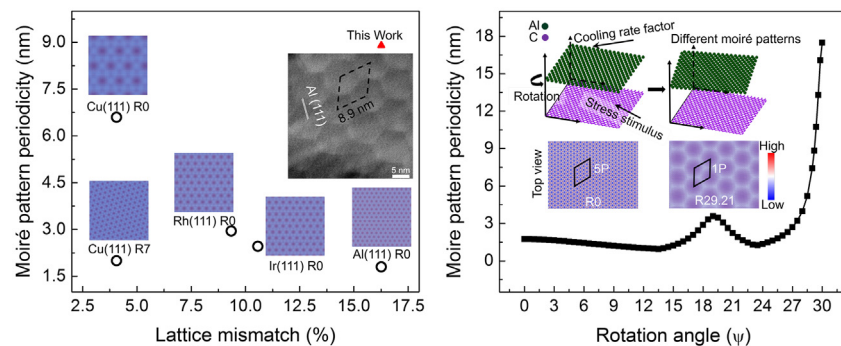 Moiré pattern periodicity (nm)
9.0
7.5
6.0
4.5
3.0
1.5
This Work
Cu(111) R0
Al (111)
8.9 nm
5 nm
Cu(111) R7
Rh(111) R0
Ir(111) R0
Al(111) R0
2.5 5.0 7.5 10.0 12.5 15.0 17.5
Lattice mismatch (%)
Moire pattern periodicity (nm)
18
15
12
9
6
3
0
Al
C
Cooling rate factor
Different moiré patterns
Rotation
Stress stimulus
Top view
5P
R0
1P
R29.21
High
Low
0 3 6 9 12 15 18 21 24 27 30
Rotation angle (ψ)